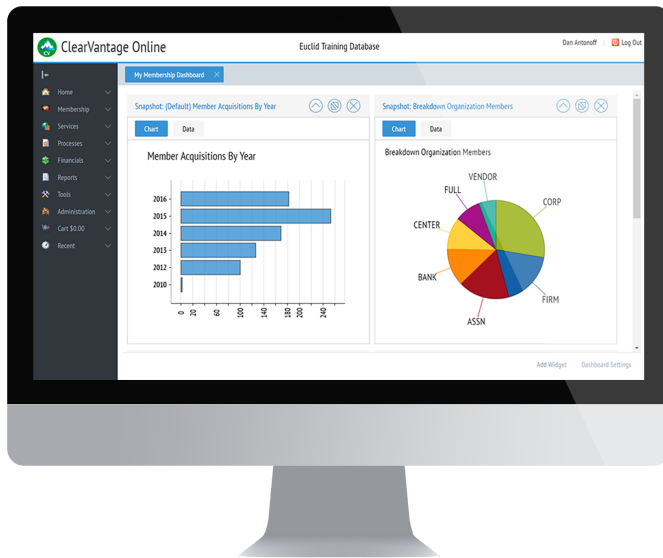 ClearVantage Online
Euclid Training Database
Dan Antonoff
Log Out
CV
My Membership Dashboard
Home
Membership
Services
Processes
Financials
Reports
Tools
Administration
Cart $0.00
Recent
Snapshot: (Default) Member Acquisitions By Year
Chart
Data
Member Acquisitions By Year
2016
2015
2014
2013
2012
2010
0
20
60
100
140
180
200
240
Snapshot: Breakdown Organization Members
Chart
Data
Breakdown Organization Members
VENDOR
FULL
CORP
CENTER
BANK
FIRM
ASSN
Add Widget
Dashboard Settings